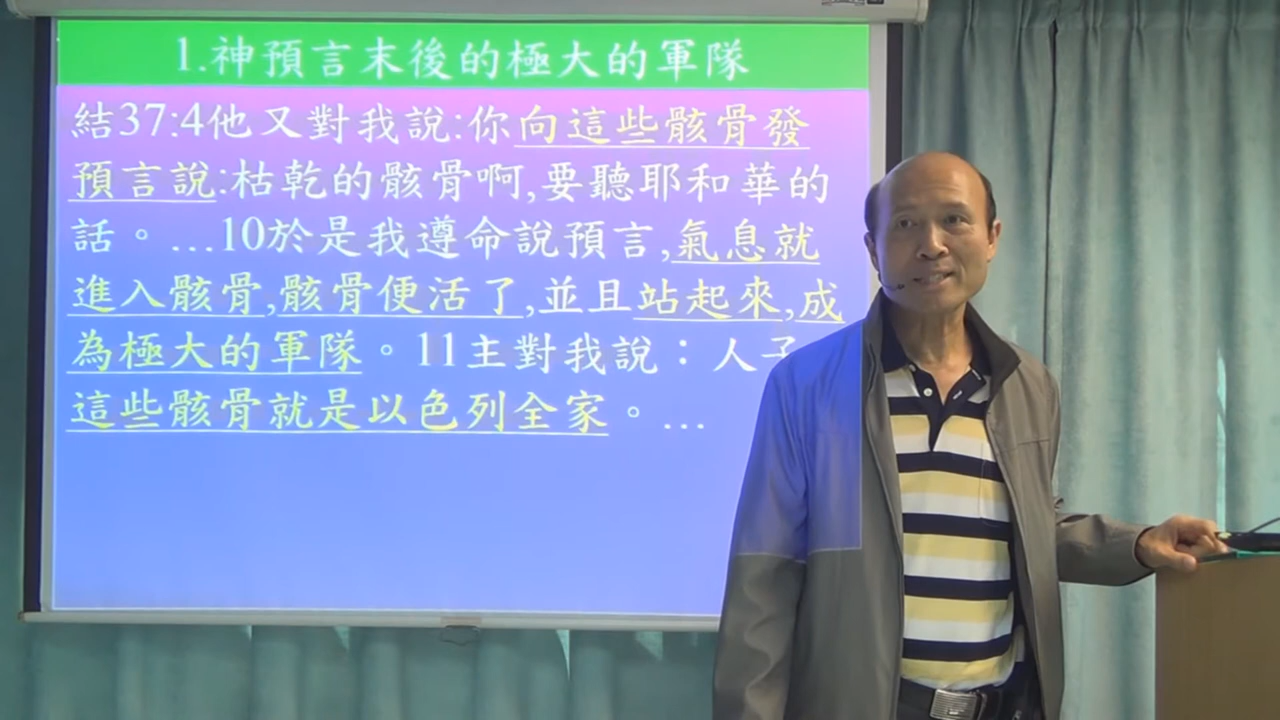 1.神預言末後的極大的軍隊
結37:4他又對我說:你向這些骸骨發
預言說:枯乾的骸骨啊,要聽耶和華的
話。…10於是我遵命說預言,氣息就
進入骸骨,骸骨便活了,並且站起來,成
為極大的軍隊。11主對我說：人子
這些骸骨就是以色列全家。…